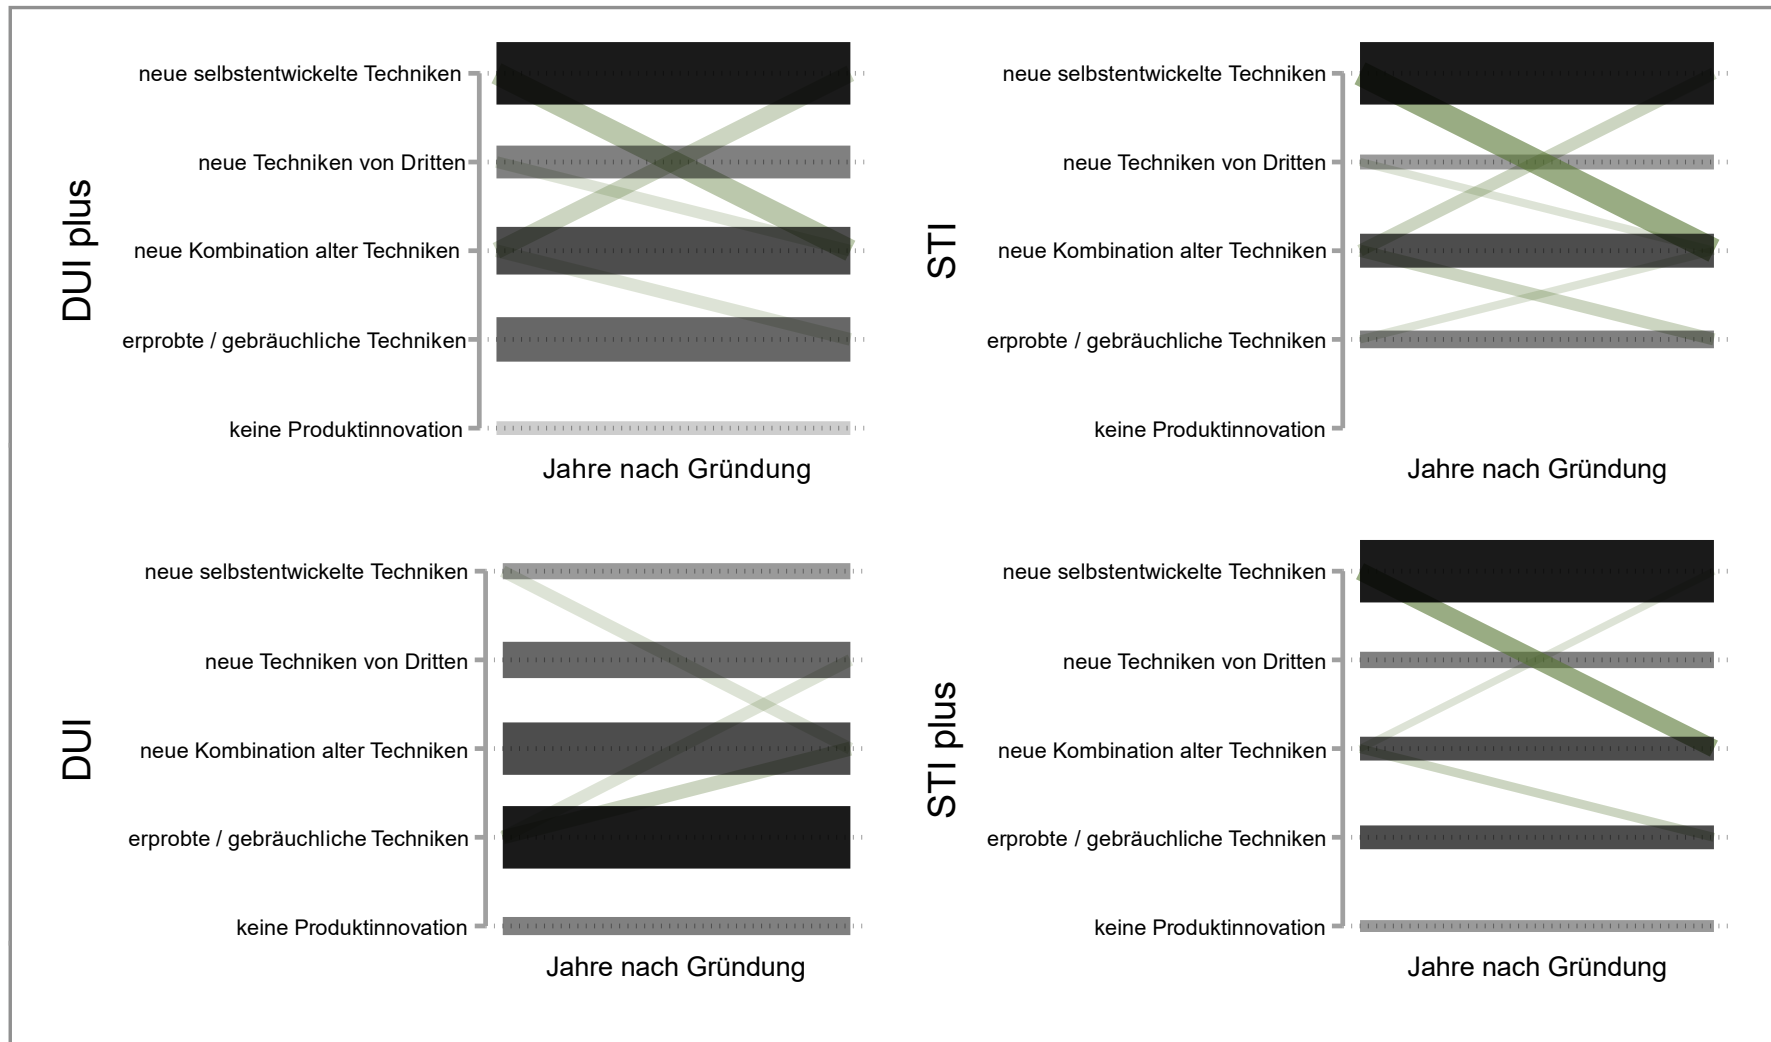 DUI plus
neue selbstentwickelte Techniken
neue Techniken von Dritten
neue Kombination alter Techniken
erprobte / gebräuchliche Techniken
keine Produktinnovation
Jahre nach Gründung
STI
neue selbstentwickelte Techniken
neue Techniken von Dritten
neue Kombination alter Techniken
erprobte / gebräuchliche Techniken
keine Produktinnovation
Jahre nach Gründung
DUI
neue selbstentwickelte Techniken
neue Techniken von Dritten
neue Kombination alter Techniken
erprobte / gebräuchliche Techniken
keine Produktinnovation
Jahre nach Gründung
STI plus
neue selbstentwickelte Techniken
neue Techniken von Dritten
neue Kombination alter Techniken
erprobte / gebräuchliche Techniken
keine Produktinnovation
Jahre nach Gründung